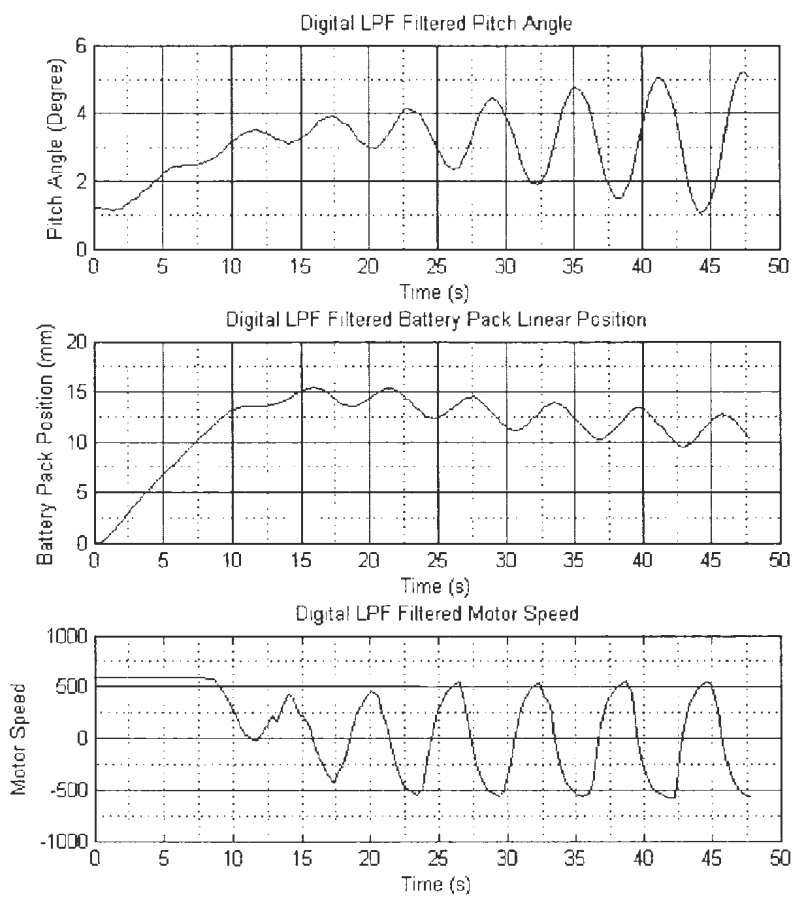 Digital LPF Filtered Pitch Angle
Pitch Angle (Degree)
6
4
2
0
0 5 10 15 20 25 30 35 40 45 50
Time (s)
Digital LPF Filtered Battery Pack Linear Position
Battery Pack Position (mm)
20
15
10
5
0
0 5 10 15 20 25 30 35 40 45 50
Time (s)
Digital LPF Filtered Motor Speed
Motor Speed
1000
500
0
-500
-1000
0 5 10 15 20 25 30 35 40 45 50
Time (s)